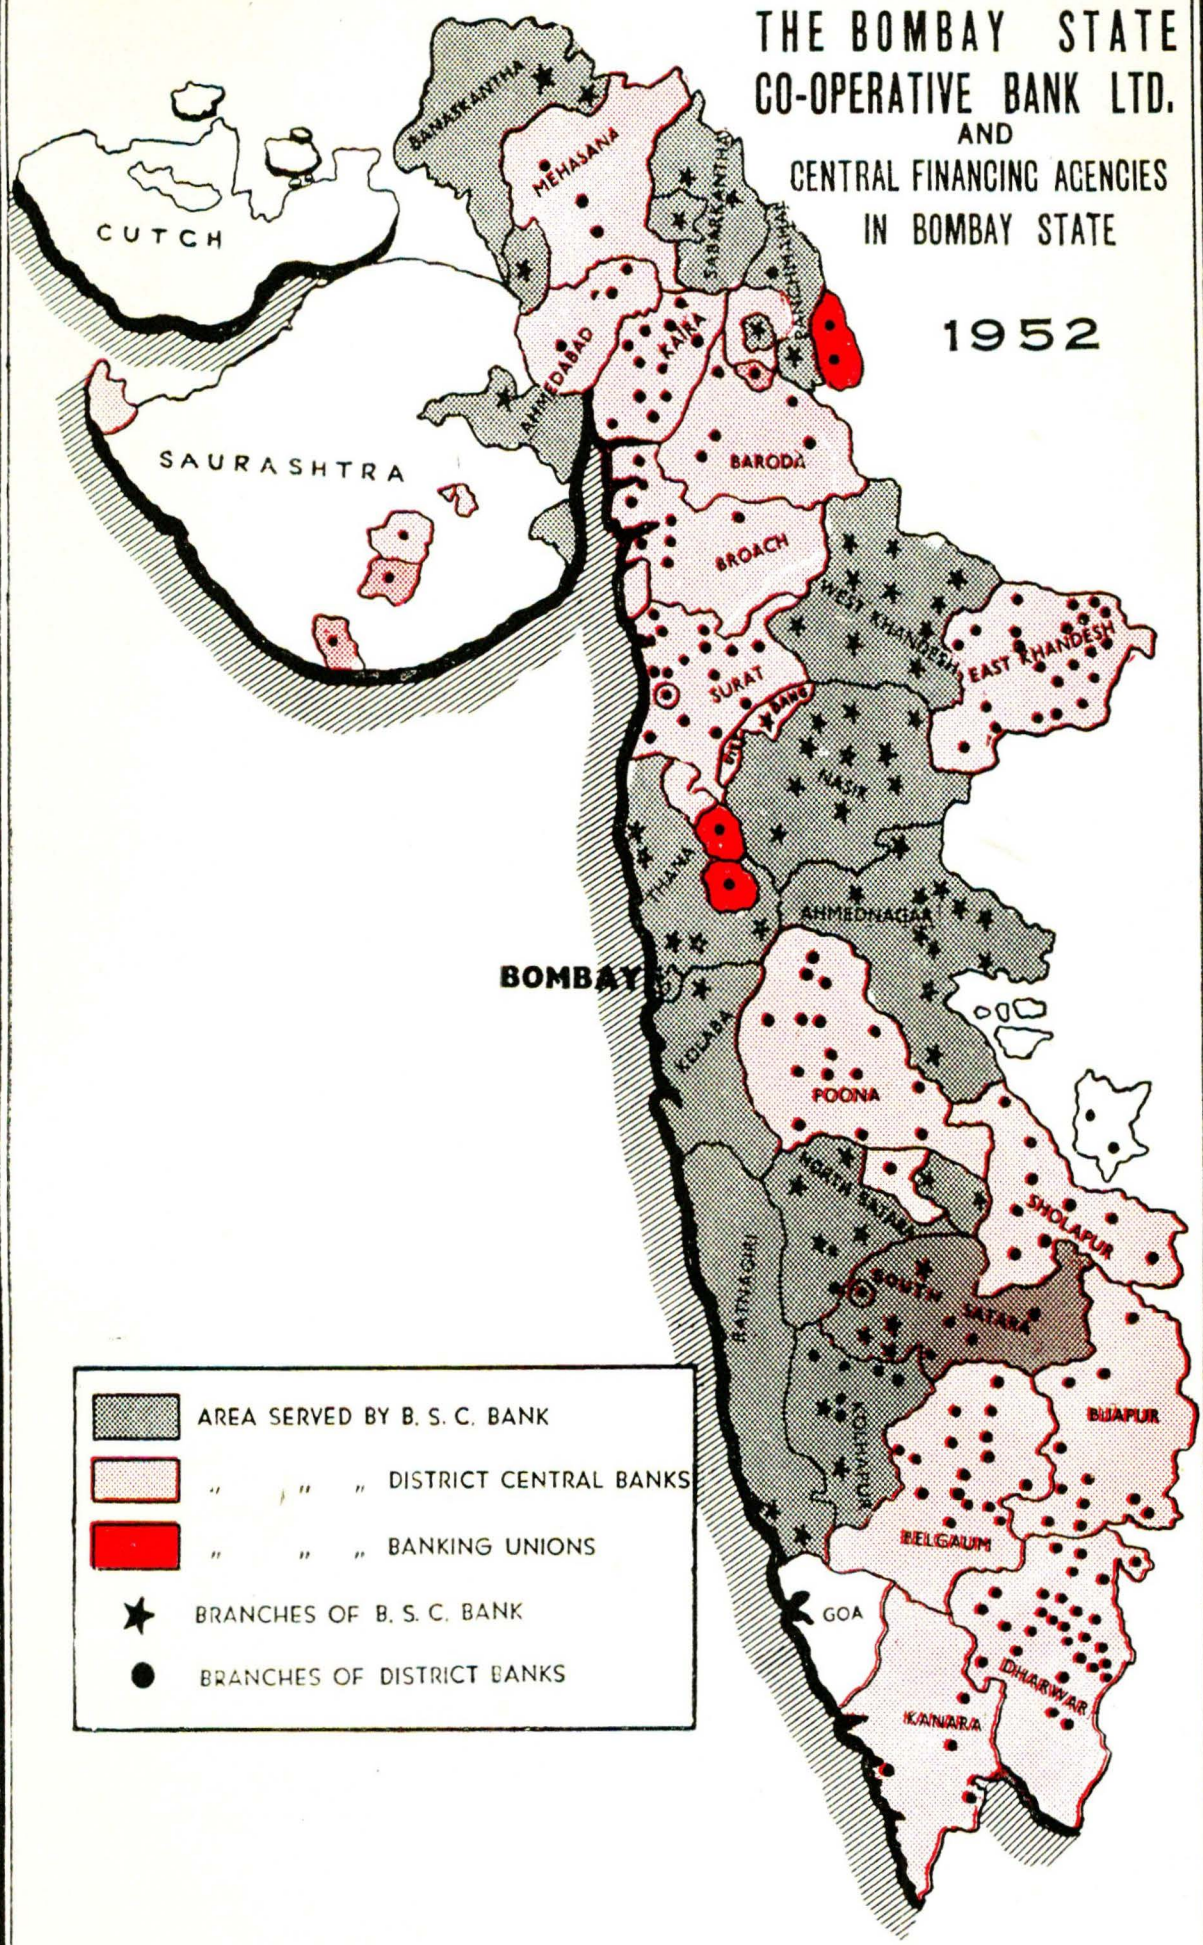 THE BOMBAY STATE
CO-OPERATIVE BANK LTD.
AND
CENTRAL FINANCING AGENCIES
IN BOMBAY STATE
1952
BANASKANTHA
MEHASANA
SABARKANTHA
PANCHMAHAL
CUTCH
AHMEDABAD
KAIRA
SAURASHTRA
BARODA
BROACH
WEST KHANDESH
EAST KHANDESH
SURAT
DANG
NASIK
THANA
AHMEDNAGAR
BOMBAY
KOLABA
POONA
NORTH SATARA
SHOLAPUR
RATNAGIRI
SOUTH SATARA
KOLHAPUR
BIJAPUR
BELGAUM
GOA
DHARWAR
KANARA
AREA SERVED BY B. S. C. BANK
" " " DISTRICT CENTRAL BANKS
" " " BANKING UNIONS
BRANCHES OF B. S. C. BANK
BRANCHES OF DISTRICT BANKS